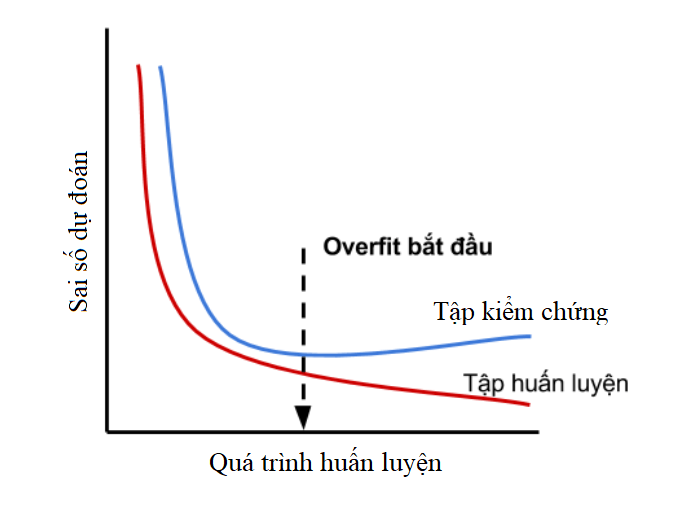 Sai số dự đoán
Overfit bắt đầu
Tập kiểm chứng
Tập huấn luyện
Quá trình huấn luyện